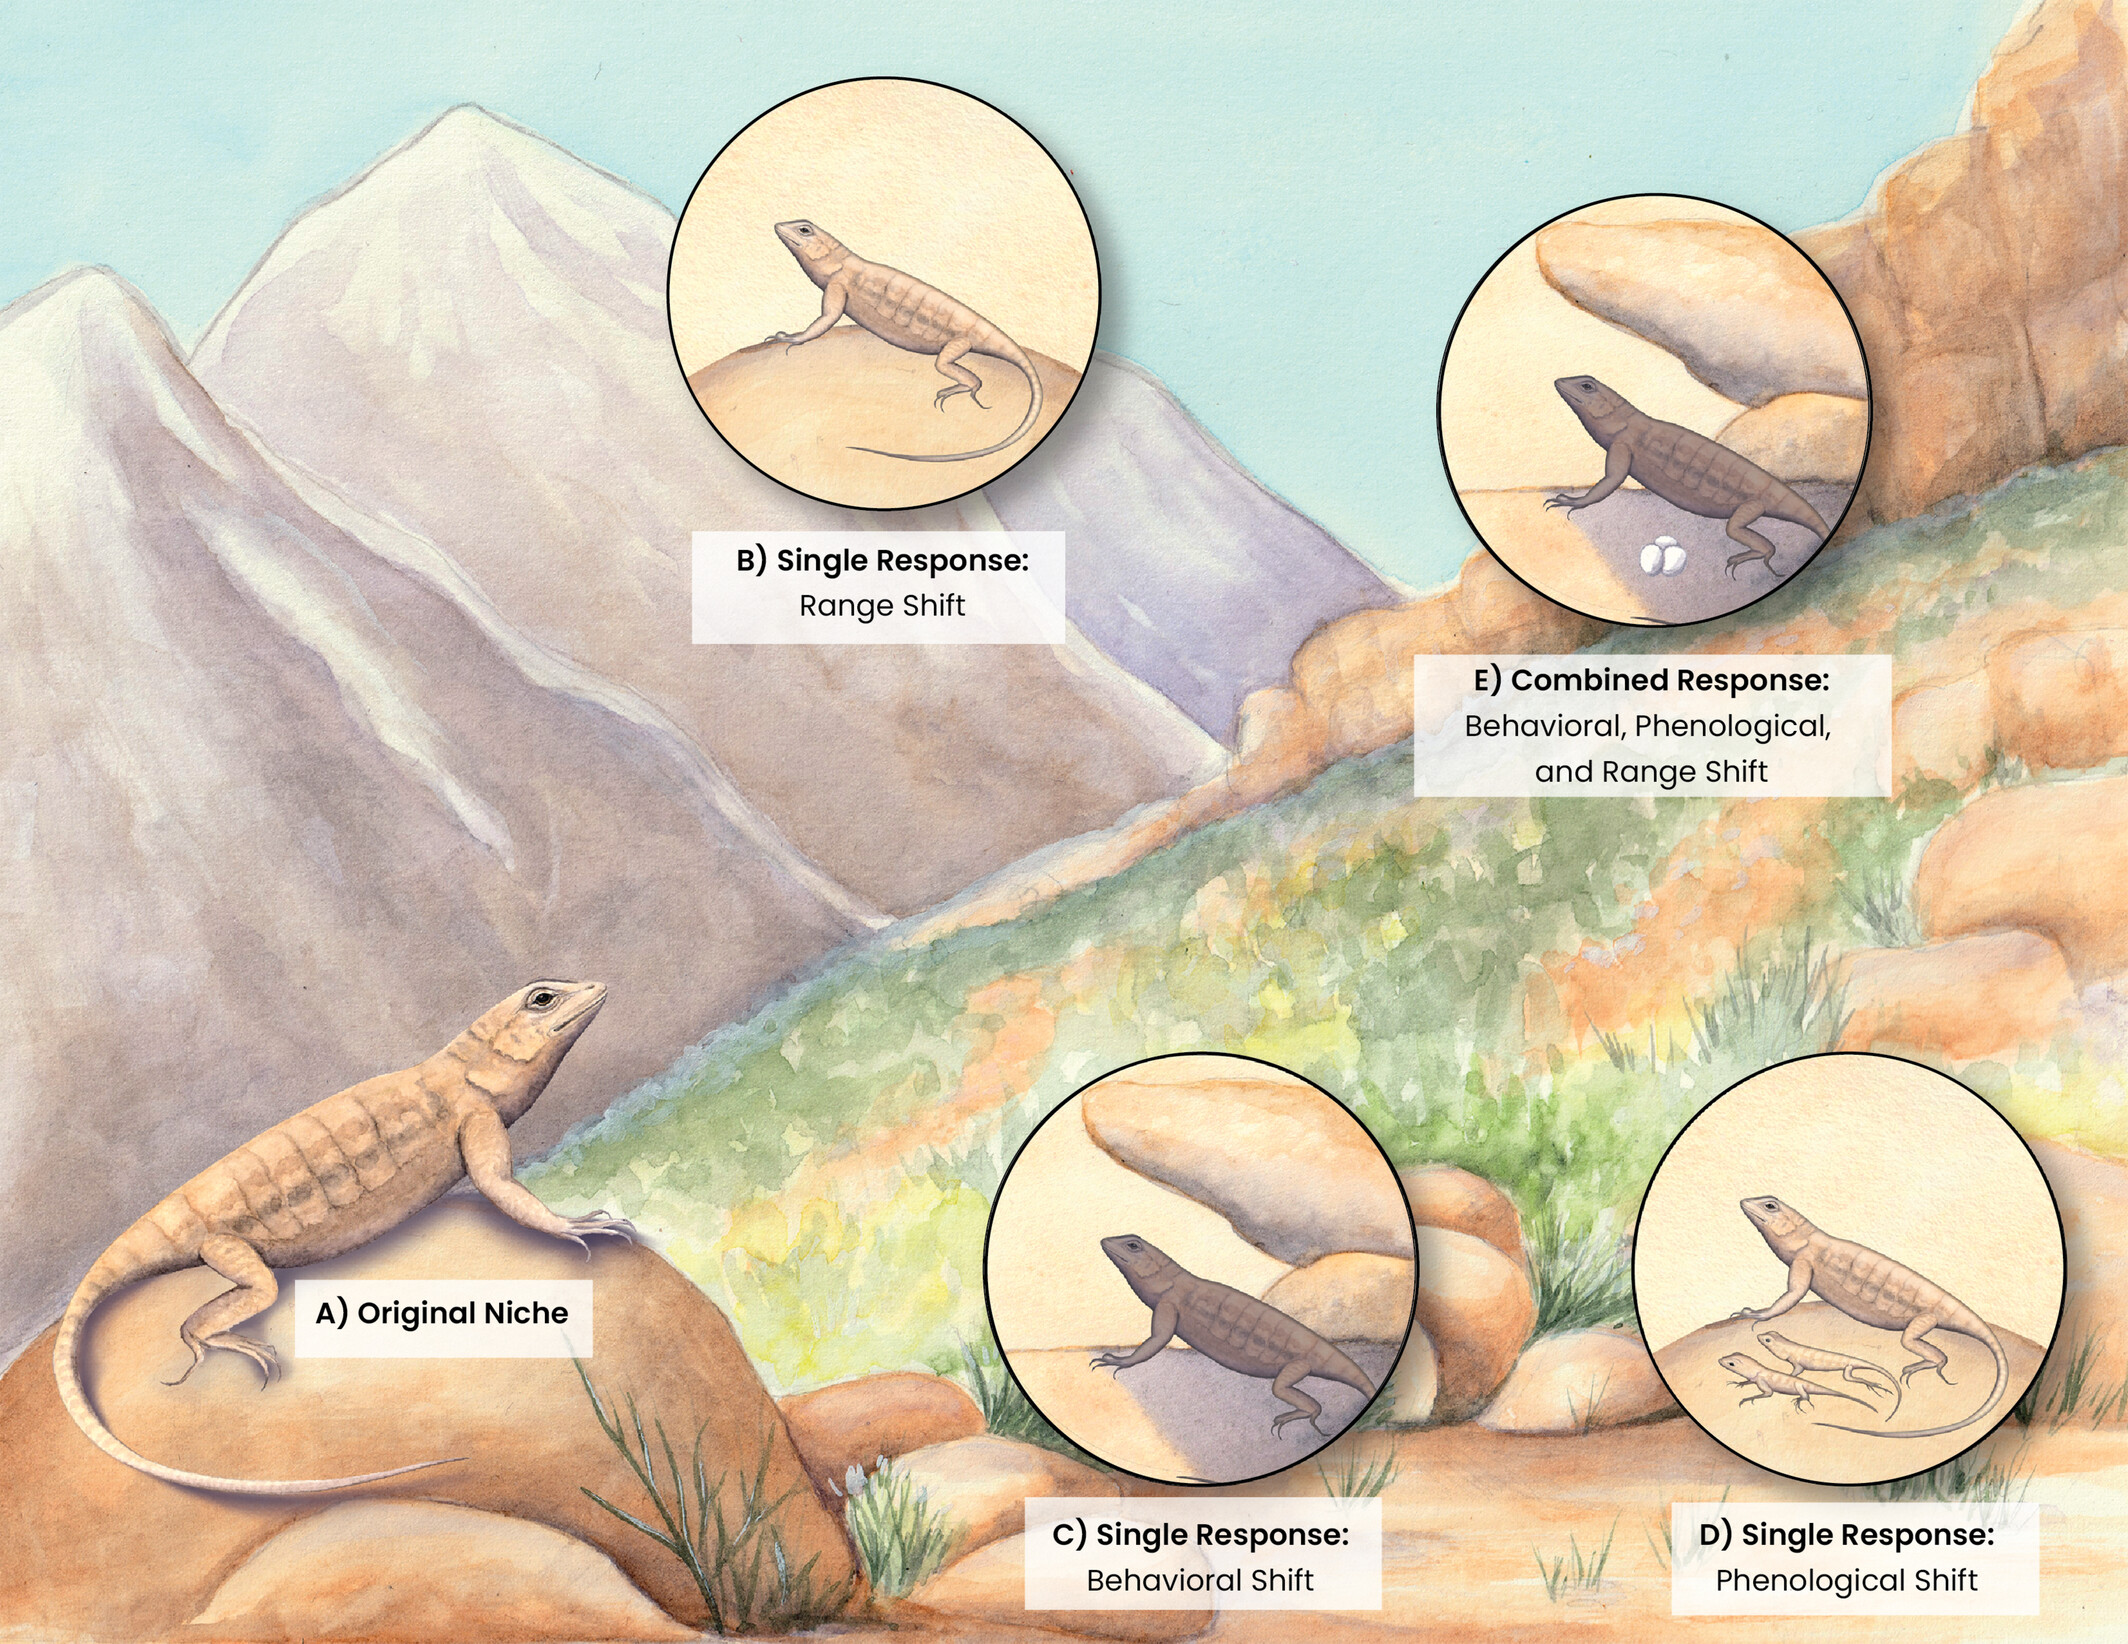 B) Single Response:
Range Shift
E) Combined Response:
Behavioral, Phenological,
and Range Shift
A) Original Niche
C) Single Response:
Behavioral Shift
D) Single Response:
Phenological Shift